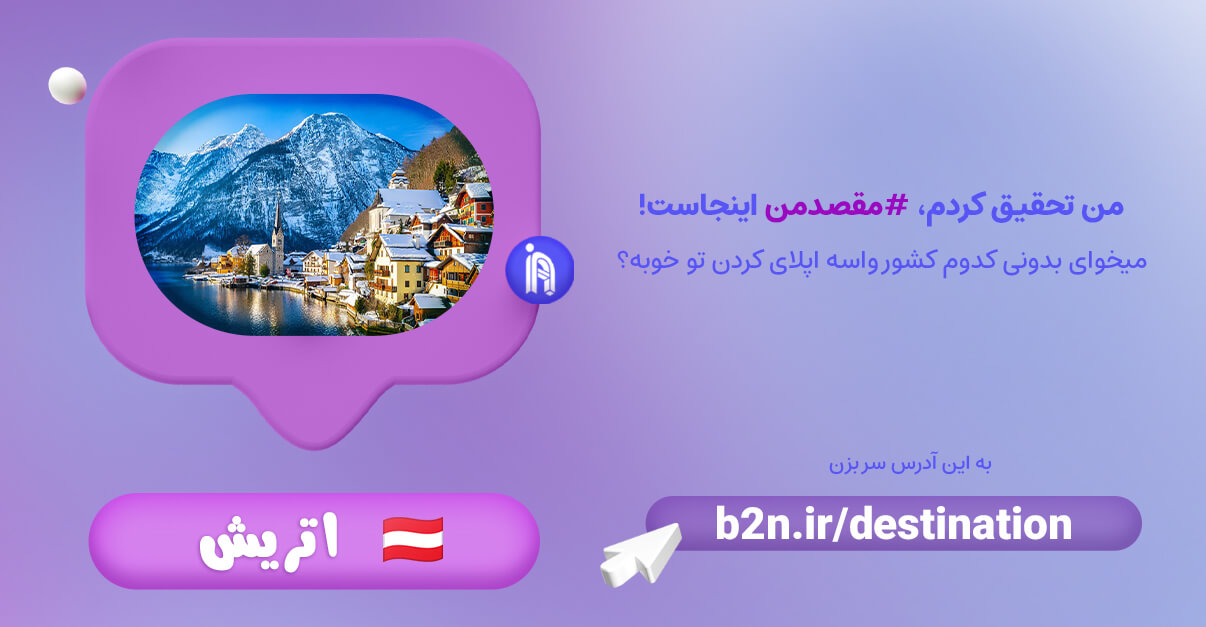 من تحقیق کردم، #مقصدمن اینجاست!
میخوای بدونی کدوم کشور واسه اپلای کردن تو خوبه؟
به این آدرس سر بزن
b2n.ir/destination
اتریش